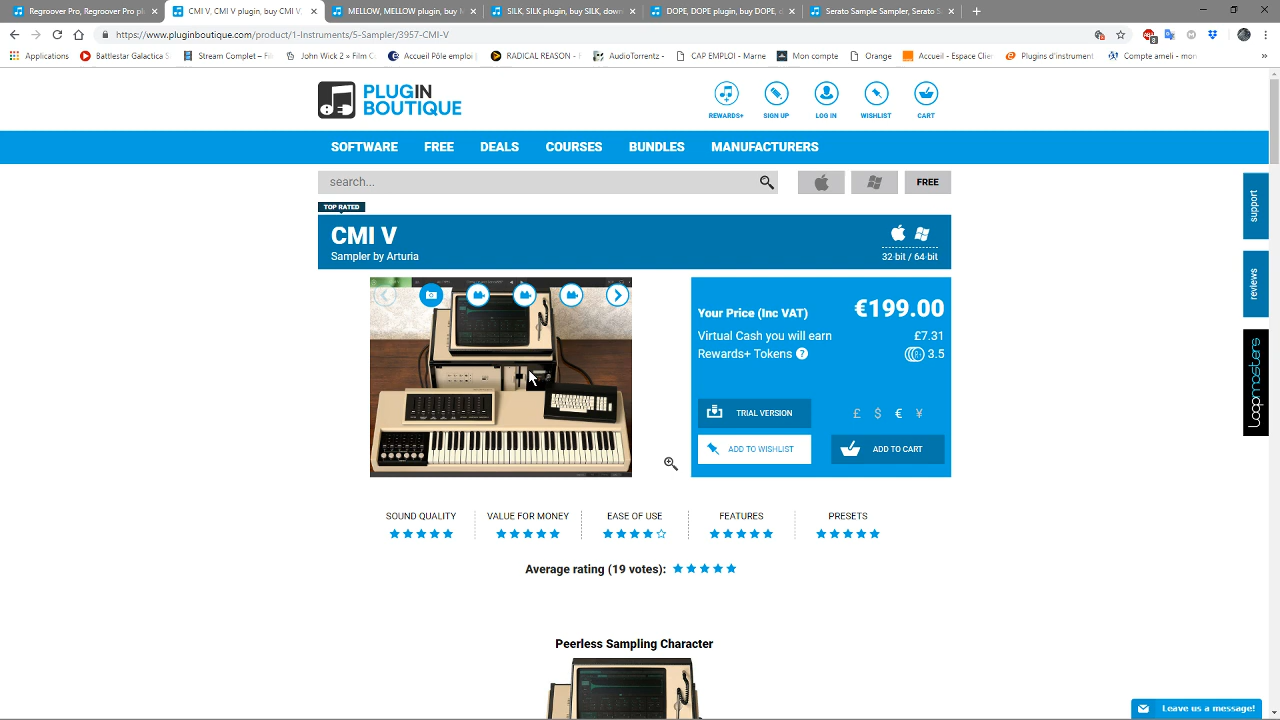 Regroover Pro, Regroover Pro pl
CMI V, CMI V plugin, buy CMI V,
MELLOW, MELLOW plugin, buy M
SILK, SILK plugin, buy SILK, down
DOPE, DOPE plugin, buy DOPE, d
Serato Sample Sampler, Serato S
https://www.pluginboutique.com/product/1-Instruments/5-Sampler/3957-CMI-V
Applications
Battlestar Galactica S
Stream Complet – Fil
John Wick 2 » Film C
Accueil Pôle emploi |
RADICAL REASON - F
AudioTorrentz -
CAP EMPLOI - Marne
Mon compte
Orange
Accueil - Espace Clien
Plugins d'instrument
Compte ameli - mon
PLUGIN
BOUTIQUE
REWARDS+
SIGN UP
LOG IN
WISHLIST
CART
SOFTWARE
FREE
DEALS
COURSES
BUNDLES
MANUFACTURERS
search...
FREE
TOP RATED
CMI V
Sampler by Arturia
32-bit / 64-bit
Your Price (Inc VAT)
€199.00
Virtual Cash you will earn
£7.31
Rewards+ Tokens ?
3.5
TRIAL VERSION
£ $ € ¥
ADD TO WISHLIST
ADD TO CART
support
reviews
loopmasters
SOUND QUALITY
VALUE FOR MONEY
EASE OF USE
FEATURES
PRESETS
Average rating (19 votes):
Peerless Sampling Character
Leave us a message!